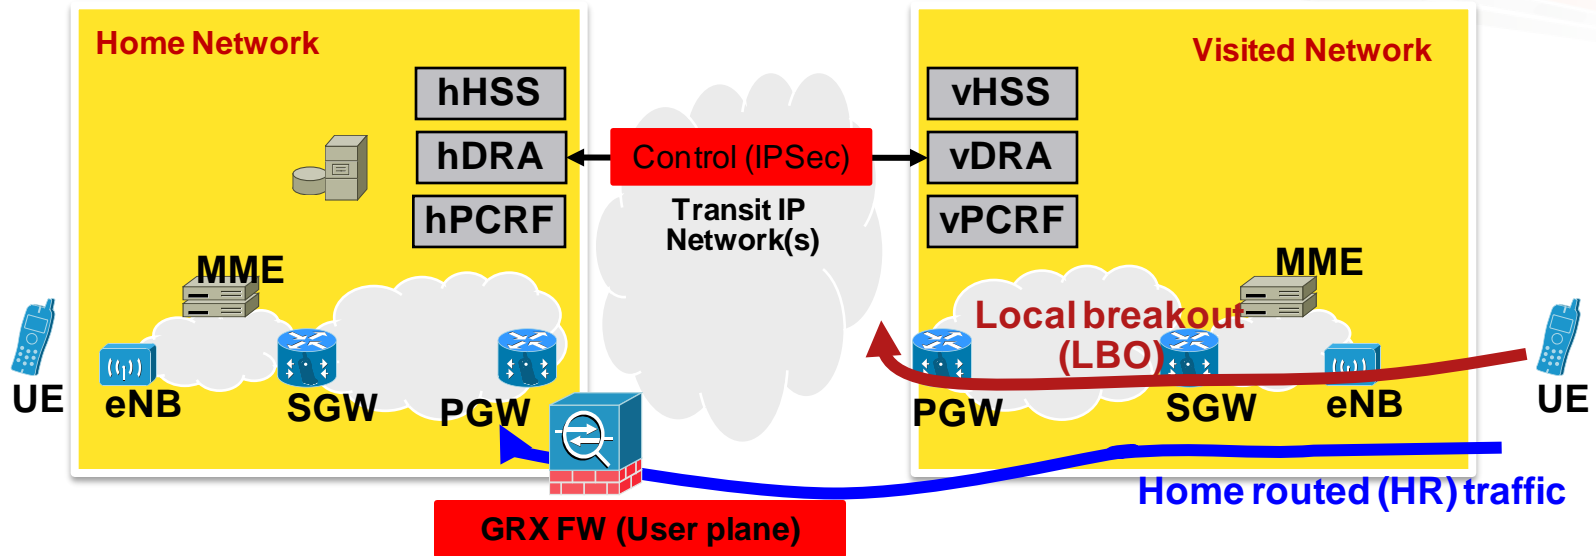 Home Network
Visited Network
hHSS
vHSS
hDRA
Control (IPSec)
vDRA
hPCRF
Transit IP
Network(s)
vPCRF
MME
MME
Local breakout
(LBO)
UE
eNB
SGW
PGW
PGW
SGW
eNB
UE
Home routed (HR) traffic
GRX FW (User plane)